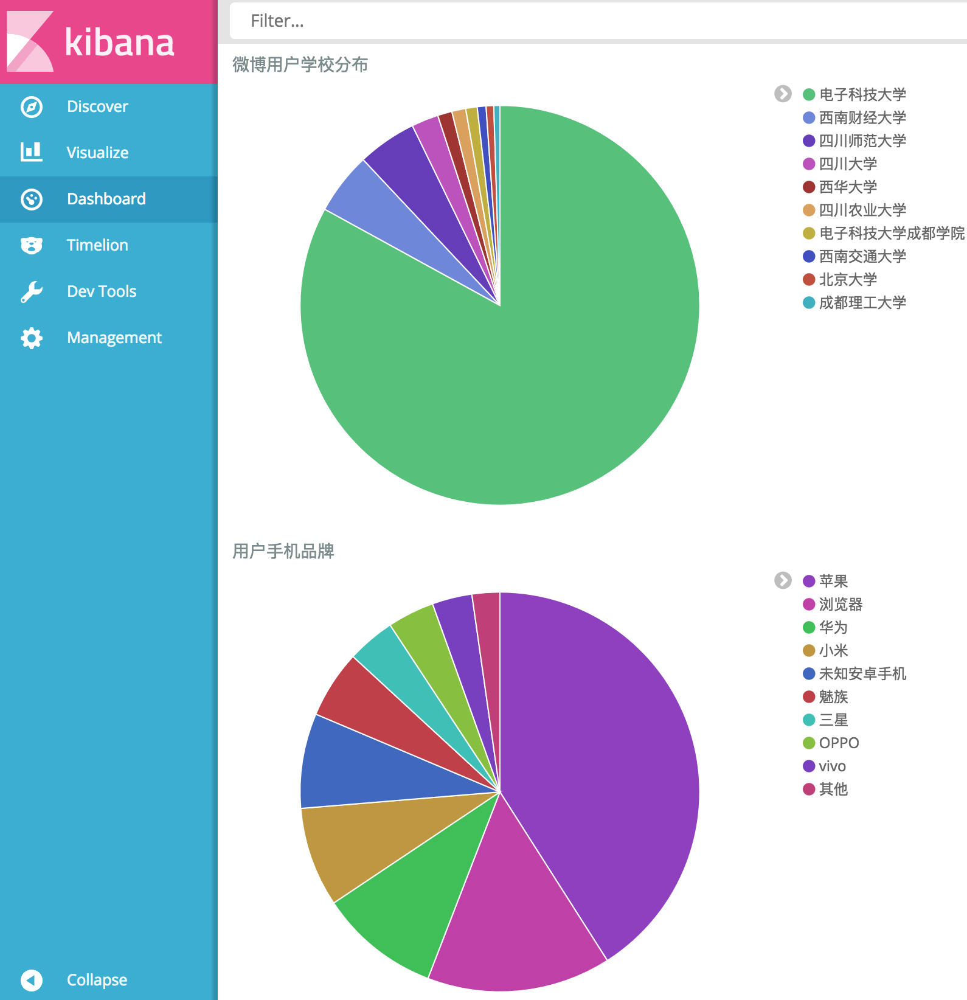 kibana
Discover
Visualize
Dashboard
Timelion
Dev Tools
Management
Collapse
Filter...
微博用户学校分布
电子科技大学
西南财经大学
四川师范大学
四川大学
西华大学
四川农业大学
电子科技大学成都学院
西南交通大学
北京大学
成都理工大学
用户手机品牌
苹果
浏览器
华为
小米
未知安卓手机
魅族
三星
OPPO
vivo
其他